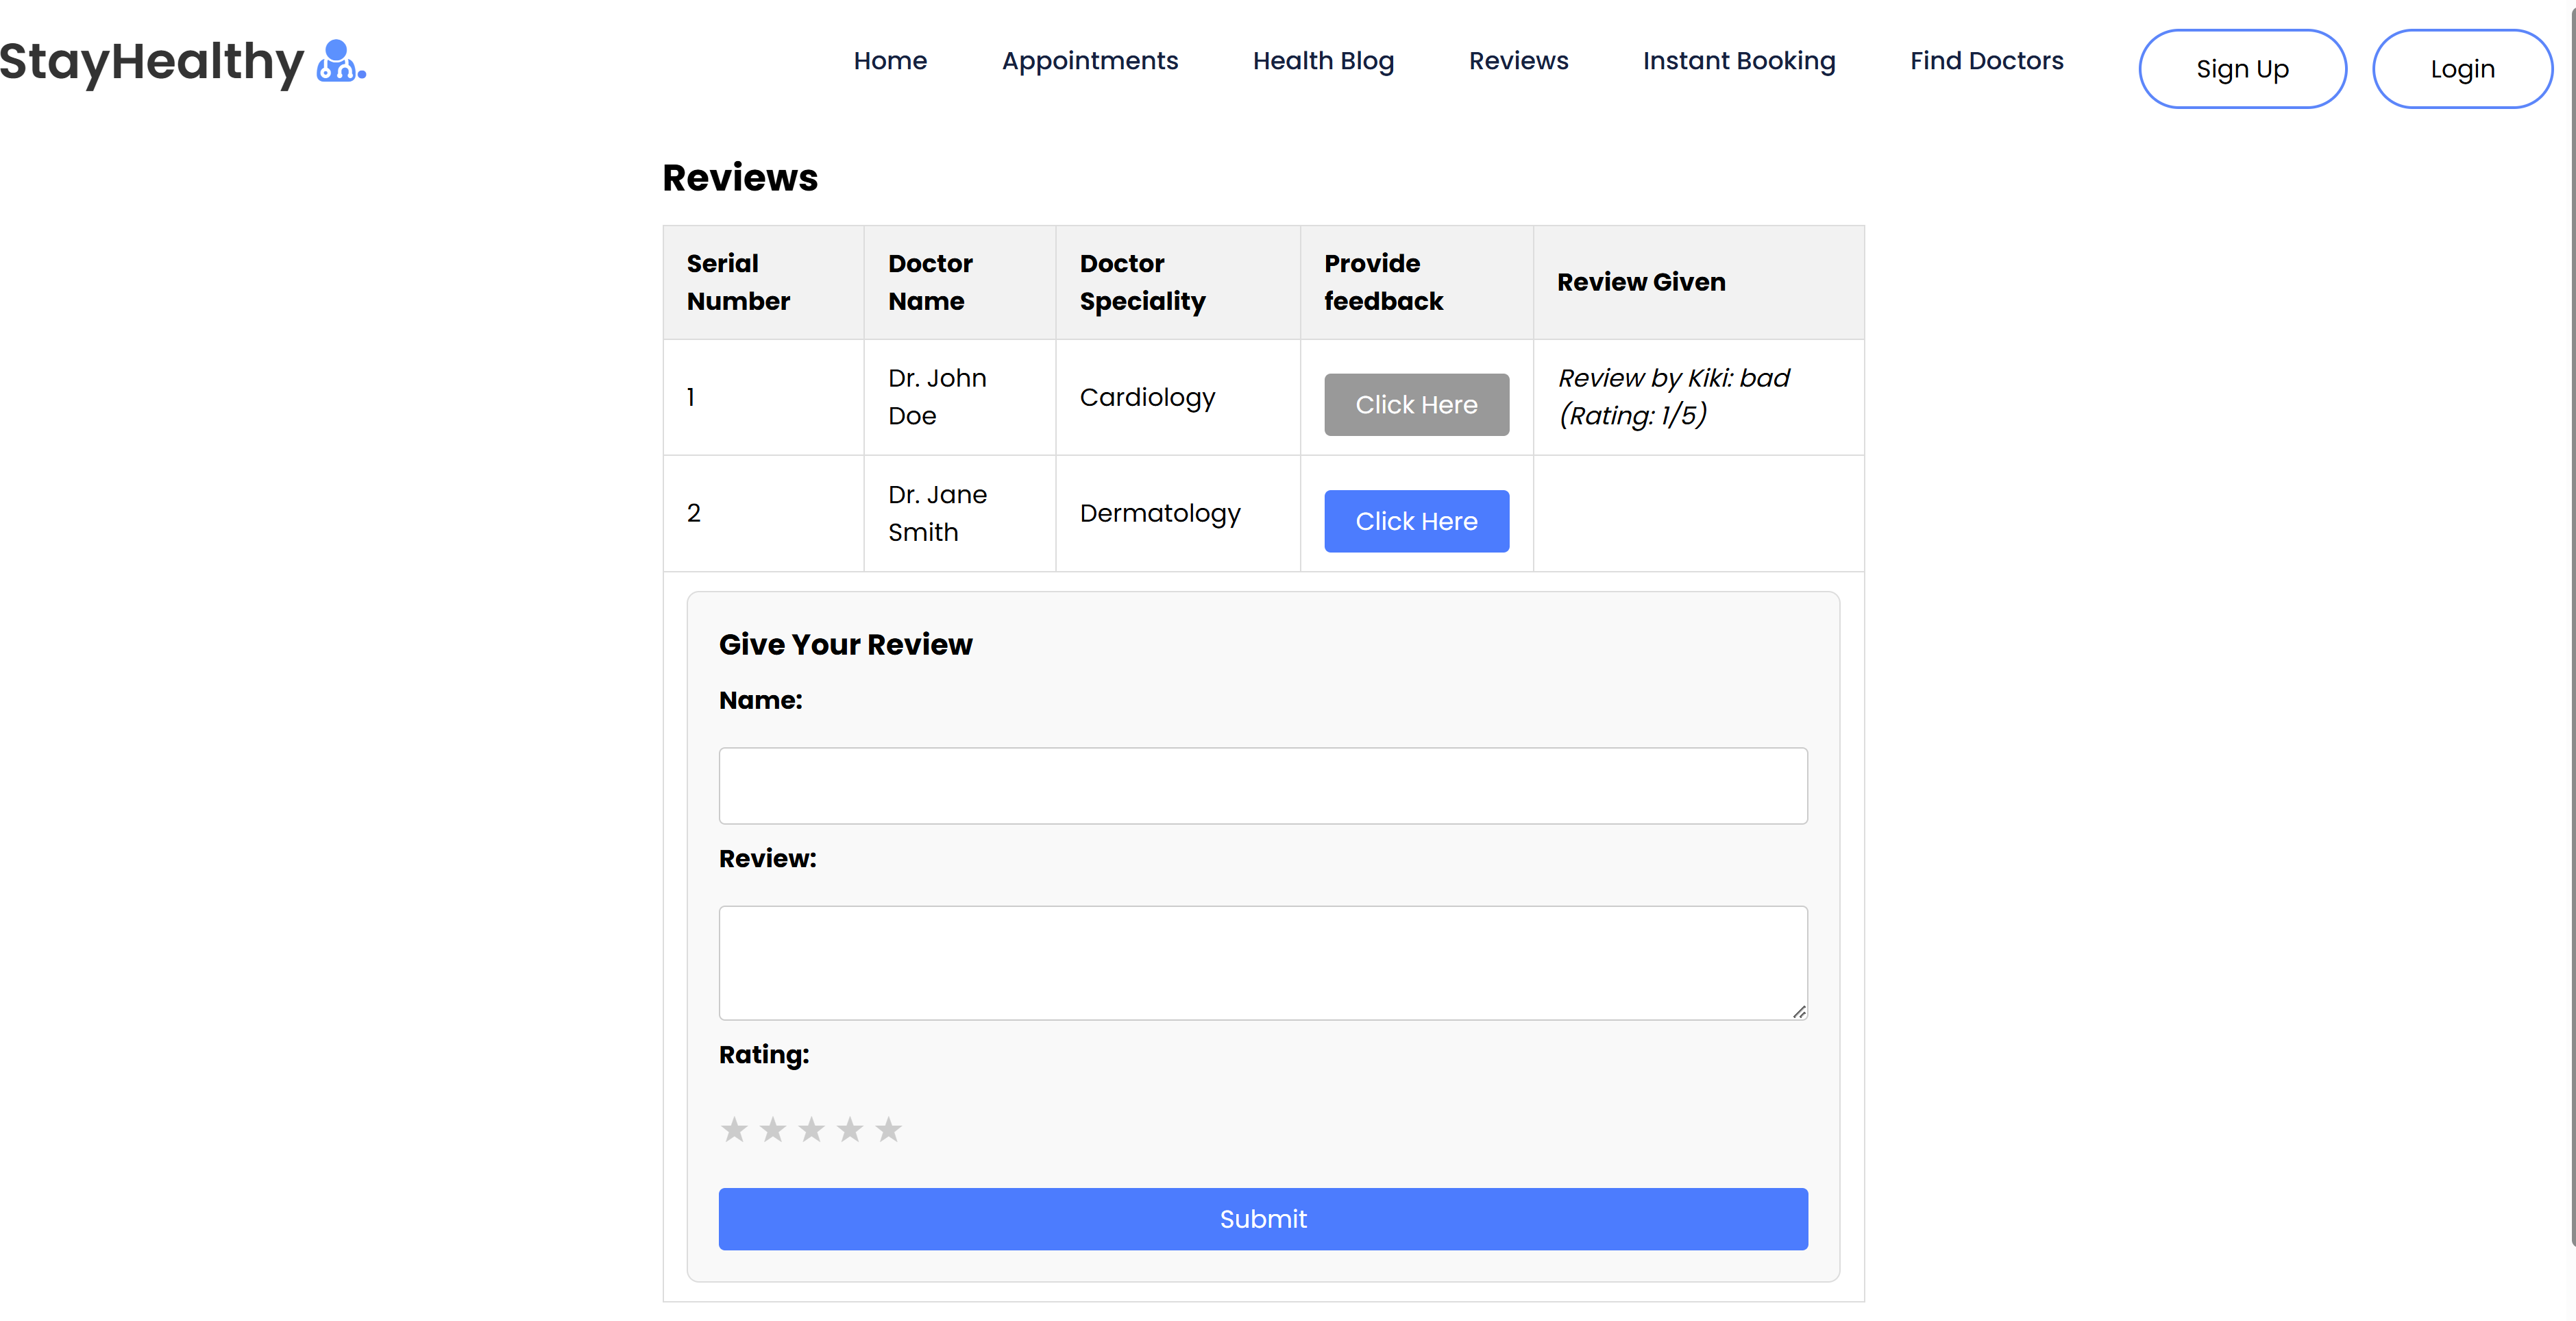 StayHealthy
Home Appointments Health Blog Reviews Instant Booking Find Doctors Sign Up Login
Reviews
Serial Number
Doctor Name
Doctor Speciality
Provide feedback
Review Given
1
Dr. John Doe
Cardiology
Click Here
Review by Kiki: bad
(Rating: 1/5)
2
Dr. Jane Smith
Dermatology
Click Here
Give Your Review
Name:
Review:
Rating:
★ ★ ★ ★ ★
Submit